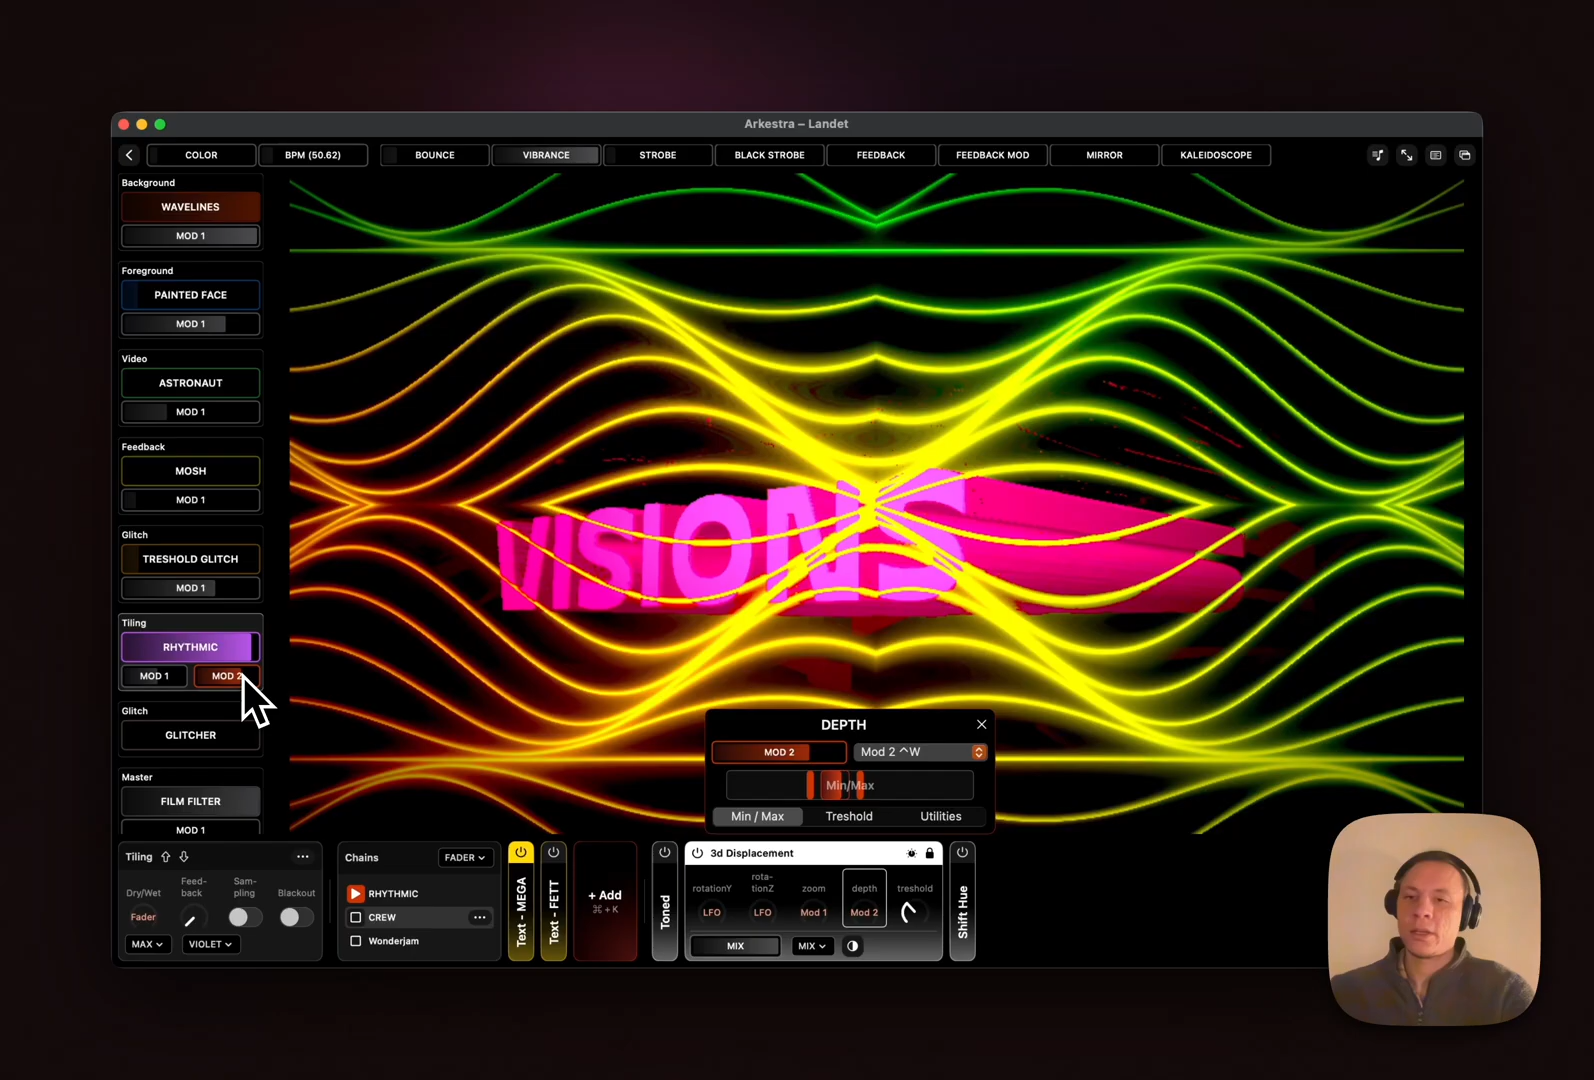 Arkestra – Landet
COLOR
BPM (50.62)
BOUNCE
VIBRANCE
STROBE
BLACK STROBE
FEEDBACK
FEEDBACK MOD
MIRROR
KALEIDOSCOPE
Background
WAVELINES
MOD 1
Foreground
PAINTED FACE
MOD 1
Video
ASTRONAUT
MOD 1
Feedback
MOSH
MOD 1
Glitch
TRESHOLD GLITCH
MOD 1
Tiling
RHYTHMIC
MOD 1
MOD 2
Glitch
GLITCHER
Master
FILM FILTER
MOD 1
VISIONS
DEPTH
MOD 2
Mod 2 ^W
Min/Max
Min / Max
Treshold
Utilities
Tiling
Dry/Wet
Feed-
back
Sam-
pling
Blackout
Fader
MAX
VIOLET
Chains
FADER
RHYTHMIC
CREW
Wonderjam
Text - MEGA
Text - FETT
+ Add
⌘+K
Toned
3d Displacement
rotationY
rota-
tionZ
zoom
depth
treshold
LFO
LFO
Mod 1
Mod 2
MIX
MIX
Shift Hue